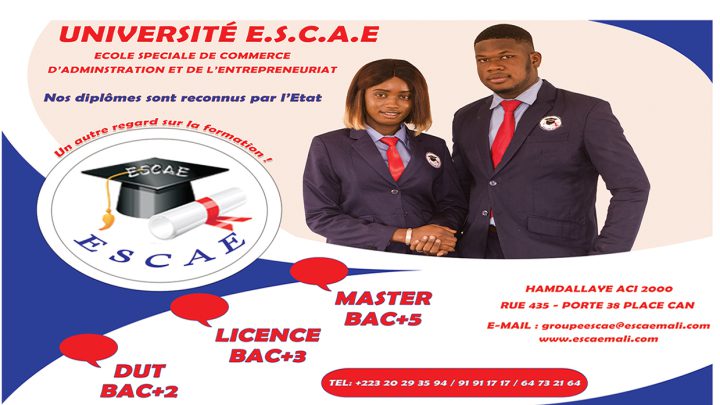 UNIVERSITÉ E.S.C.A.E
ECOLE SPECIALE DE COMMERCE
D'ADMINSTRATION ET DE L'ENTREPRENEURIAT
Nos diplômes sont reconnus par l'Etat
Un autre regard sur la formation !
ESCAE
ESCAE
MASTER
BAC+5
LICENCE
BAC+3
DUT
BAC+2
HAMDALLAYE ACI 2000
RUE 435 - PORTE 38 PLACE CAN
E-MAIL : groupeescae@escaemali.com
www.escaemali.com
TEL: +223 20 29 35 94 / 91 91 17 17 / 64 73 21 64